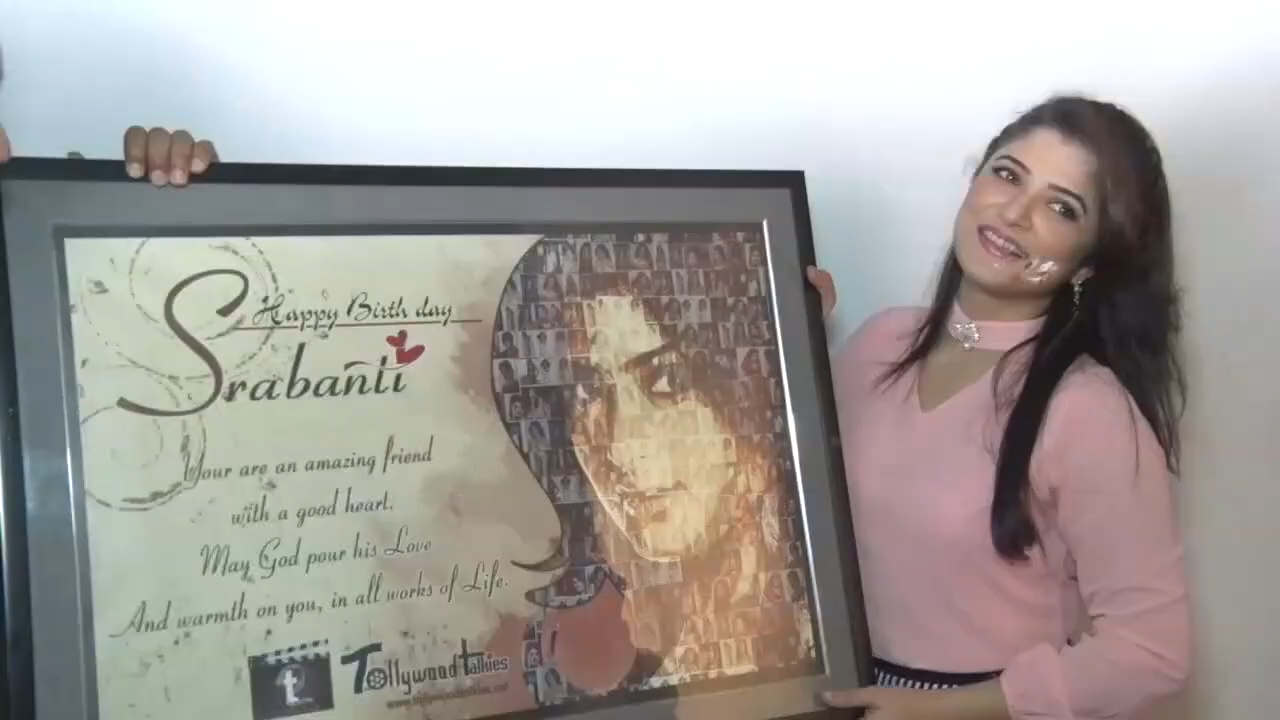 Happy Birth day
Srabanti
Your are an amazing friend
with a good heart.
May God pour his Love
And warmth on you, in all works of Life.
t
Tollywood talkies